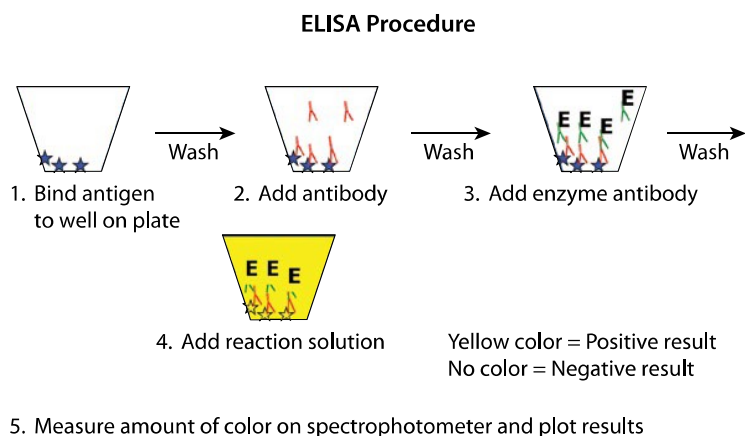 ELISA Procedure
Wash
Wash
Wash
1. Bind antigen
to well on plate
2. Add antibody
E
E E E
3. Add enzyme antibody
E E E
4. Add reaction solution
Yellow color = Positive result
No color = Negative result
5. Measure amount of color on spectrophotometer and plot results